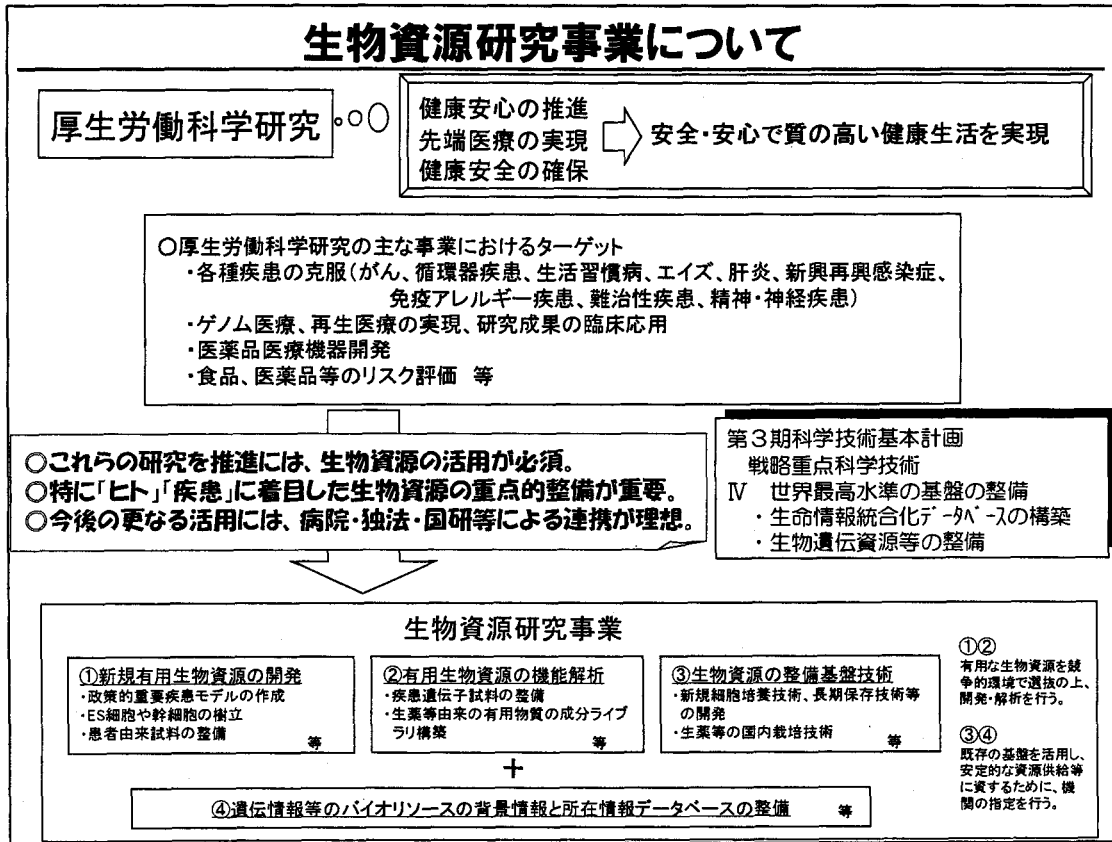 生物資源研究事業について
厚生労働科学研究
健康安心の推進
先端医療の実現
健康安全の確保
安全・安心で質の高い健康生活を実現
○厚生労働科学研究の主な事業におけるターゲット
・各種疾患の克服(がん、循環器疾患、生活習慣病、エイズ、肝炎、新興再興感染症、
免疫アレルギー疾患、難治性疾患、精神・神経疾患)
・ゲノム医療、再生医療の実現、研究成果の臨床応用
・医薬品医療機器開発
・食品、医薬品等のリスク評価 等
○これらの研究を推進には、生物資源の活用が必須。
○特に「ヒト」「疾患」に着目した生物資源の重点的整備が重要。
○今後の更なる活用には、病院・独法・国研等による連携が理想。
第3期科学技術基本計画
戦略重点科学技術
Ⅳ 世界最高水準の基盤の整備
・生命情報統合化データベースの構築
・生物遺伝資源等の整備
生物資源研究事業
①新規有用生物資源の開発
・政策的重要疾患モデルの作成
・ES細胞や幹細胞の樹立
・患者由来試料の整備
等
②有用生物資源の機能解析
・疾患遺伝子試料の整備
・生薬等由来の有用物質の成分ライブ
ラリ構築
等
③生物資源の整備基盤技術
・新規細胞培養技術、長期保存技術等
の開発
・生薬等の国内栽培技術
等
+
④遺伝情報等のバイオリソースの背景情報と所在情報データベースの整備 等
①②
有用な生物資源を競
争的環境で選抜の上、
開発・解析を行う。
③④
既存の基盤を活用し、
安定的な資源供給等
に資するために、機
関の指定を行う。